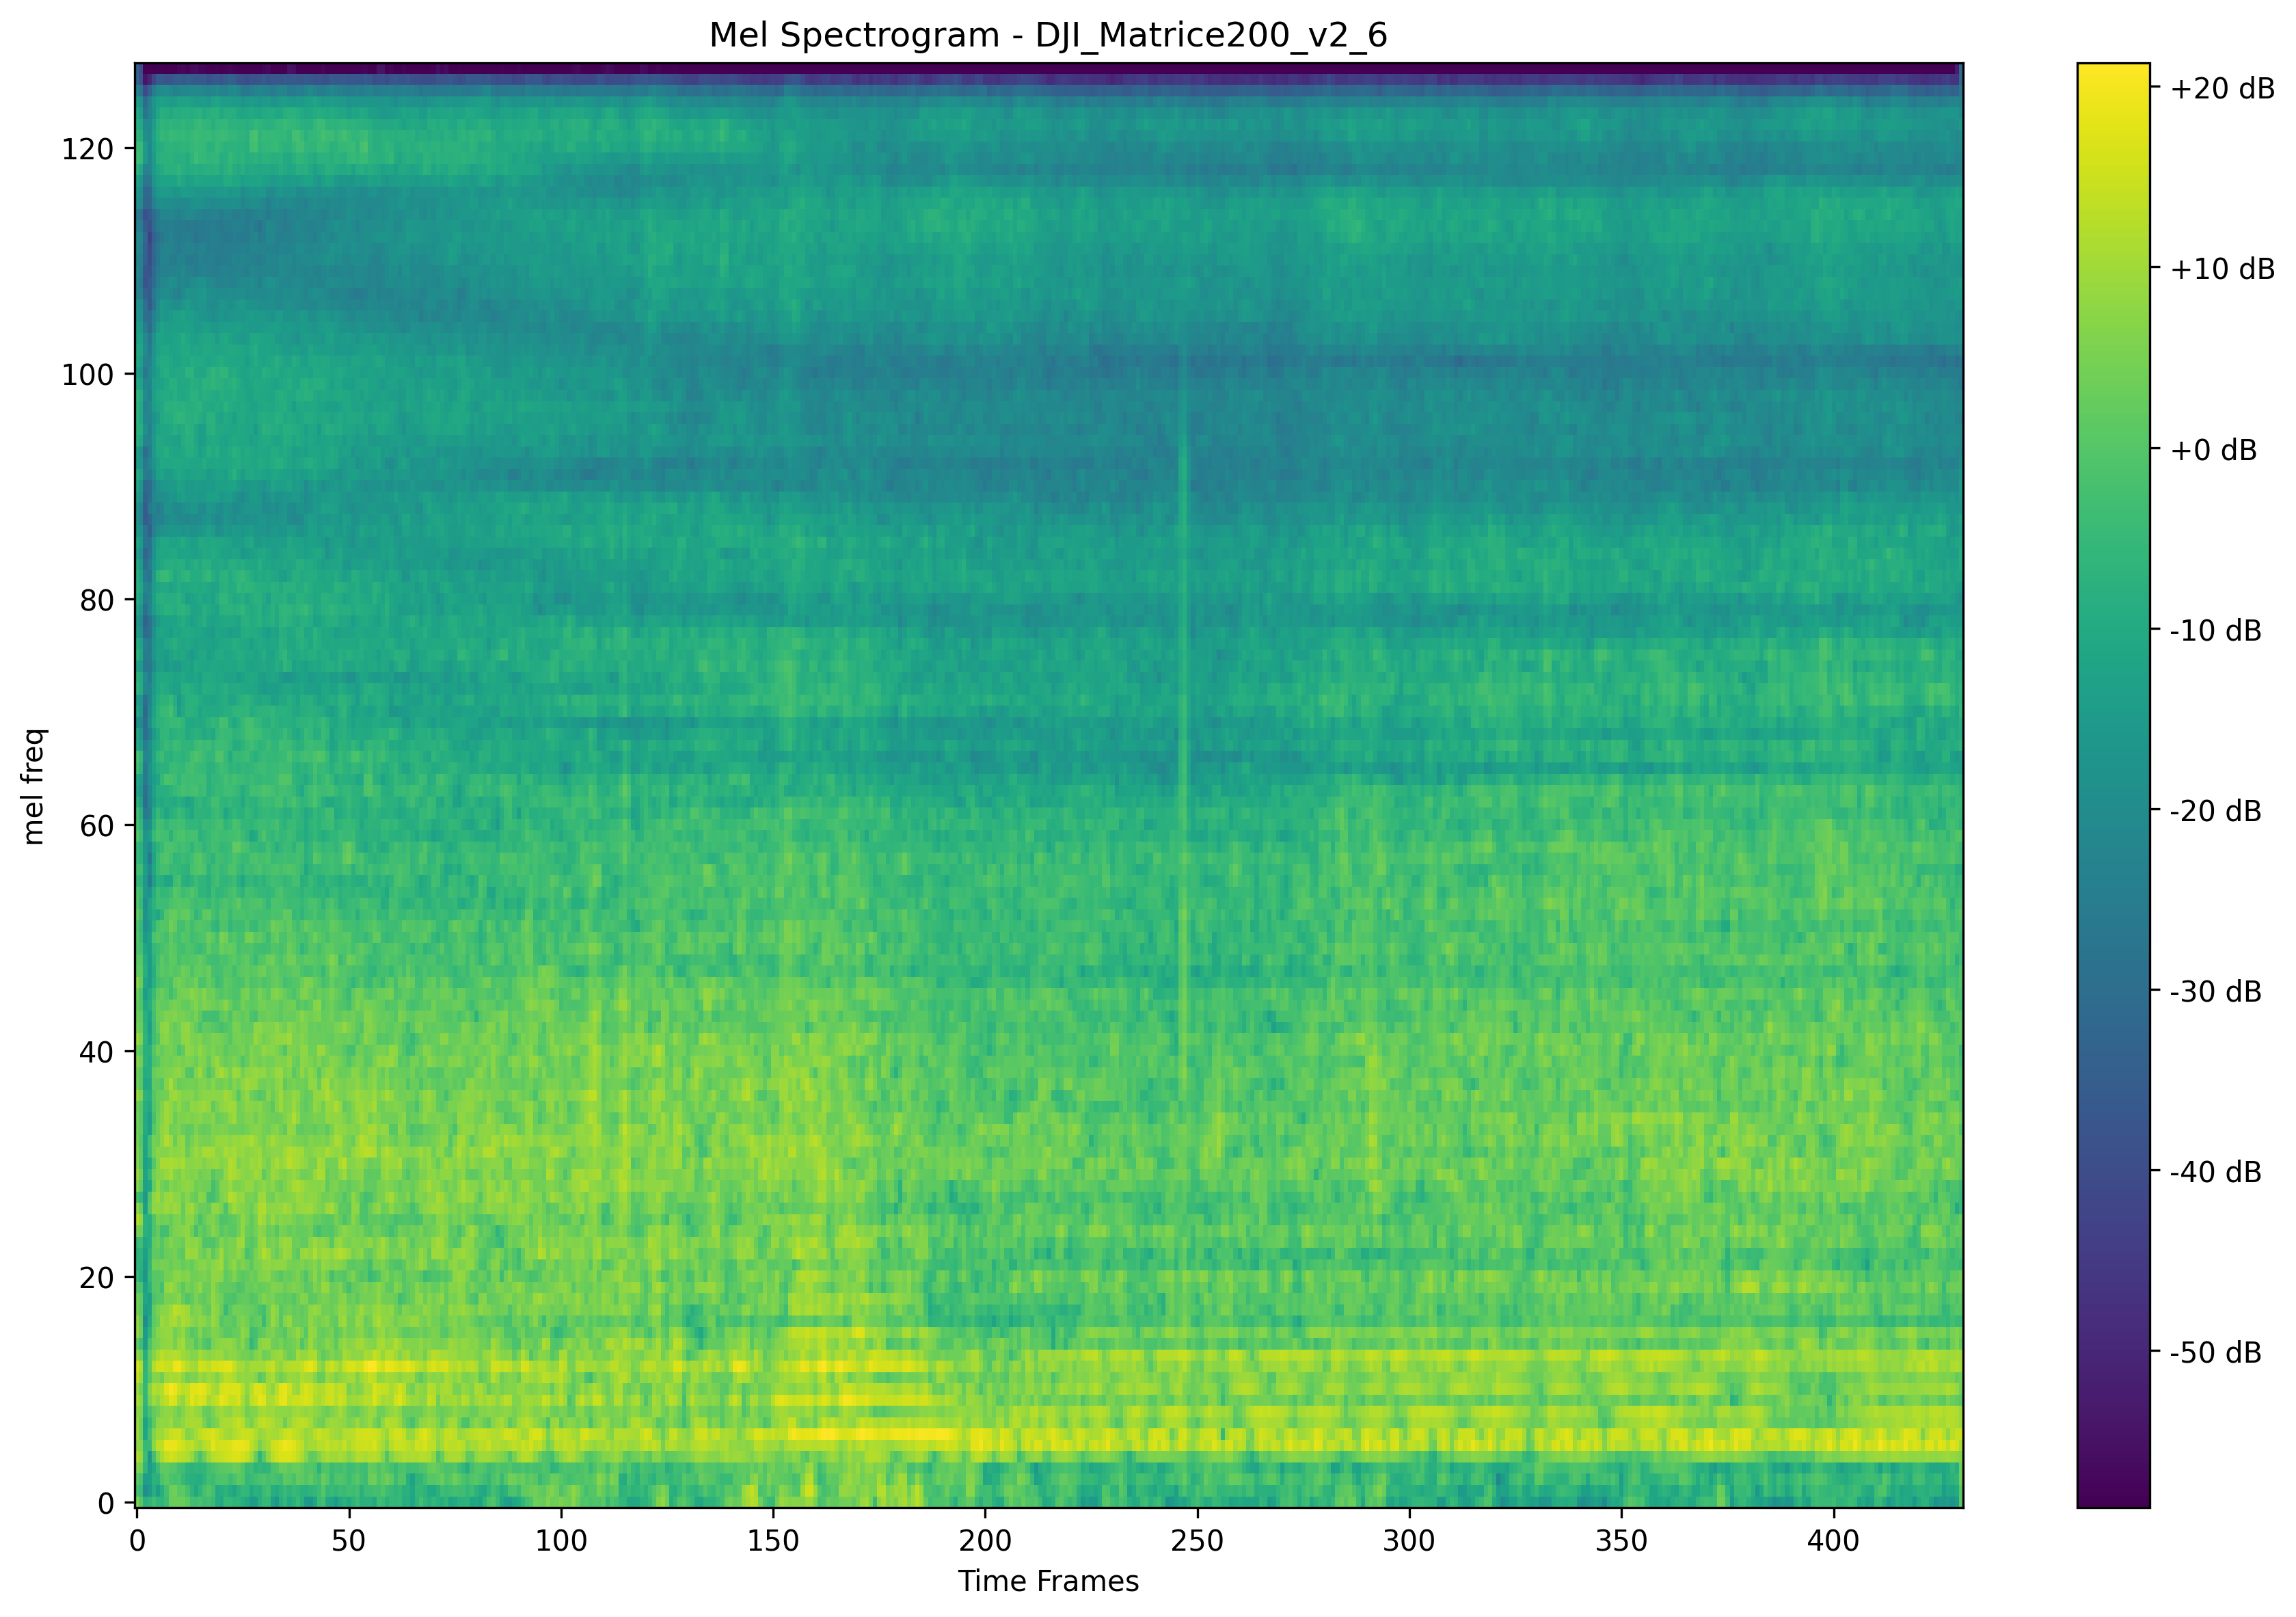 Mel Spectrogram - DJI_Matrice200_v2_6
mel freq
120
100
80
60
40
20
0
0 50 100 150 200 250 300 350 400
Time Frames
+20 dB
+10 dB
+0 dB
-10 dB
-20 dB
-30 dB
-40 dB
-50 dB